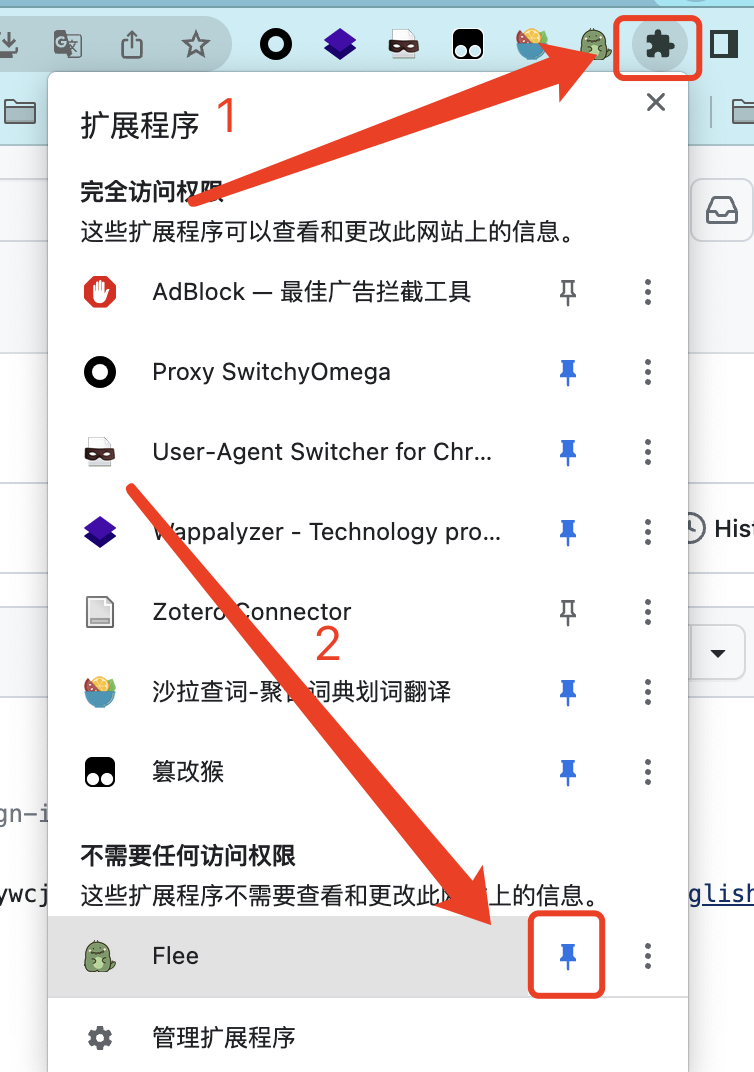 扩展程序
1
完全访问权限
这些扩展程序可以查看和更改此网站上的信息。
AdBlock — 最佳广告拦截工具
Proxy SwitchyOmega
User-Agent Switcher for Chr...
Wappalyzer - Technology pro...
Hist
Zotero Connector
2
沙拉查词-聚合词典划词翻译
篡改猴
gn-i
不需要任何访问权限
这些扩展程序不需要查看和更改此网站上的信息。
ywcj
glish
Flee
管理扩展程序